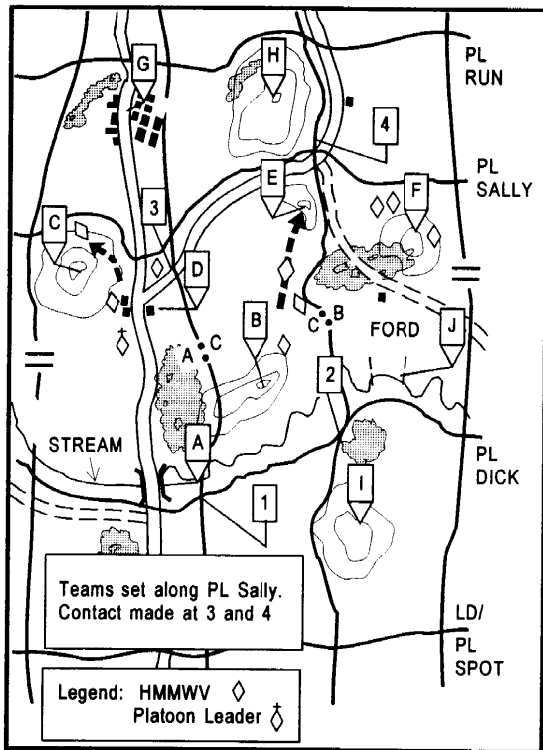 G
H
PL
RUN
4
E
PL
SALLY
F
3
C
D
B
C
B
FORD
J
A
C
2
STREAM
A
PL
DICK
1
I
Teams set along PL Sally.
Contact made at 3 and 4
LD/
PL
SPOT
Legend: HMMWV
Platoon Leader